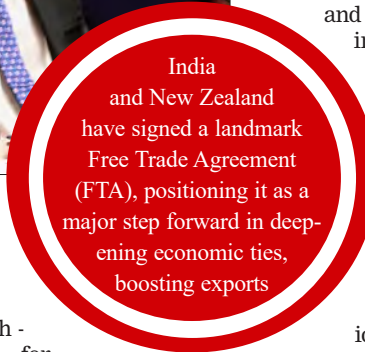 and
India
and New Zealand
have signed a landmark
Free Trade Agreement
(FTA), positioning it as a
major step forward in deep-
ening economic ties,
boosting exports
h -